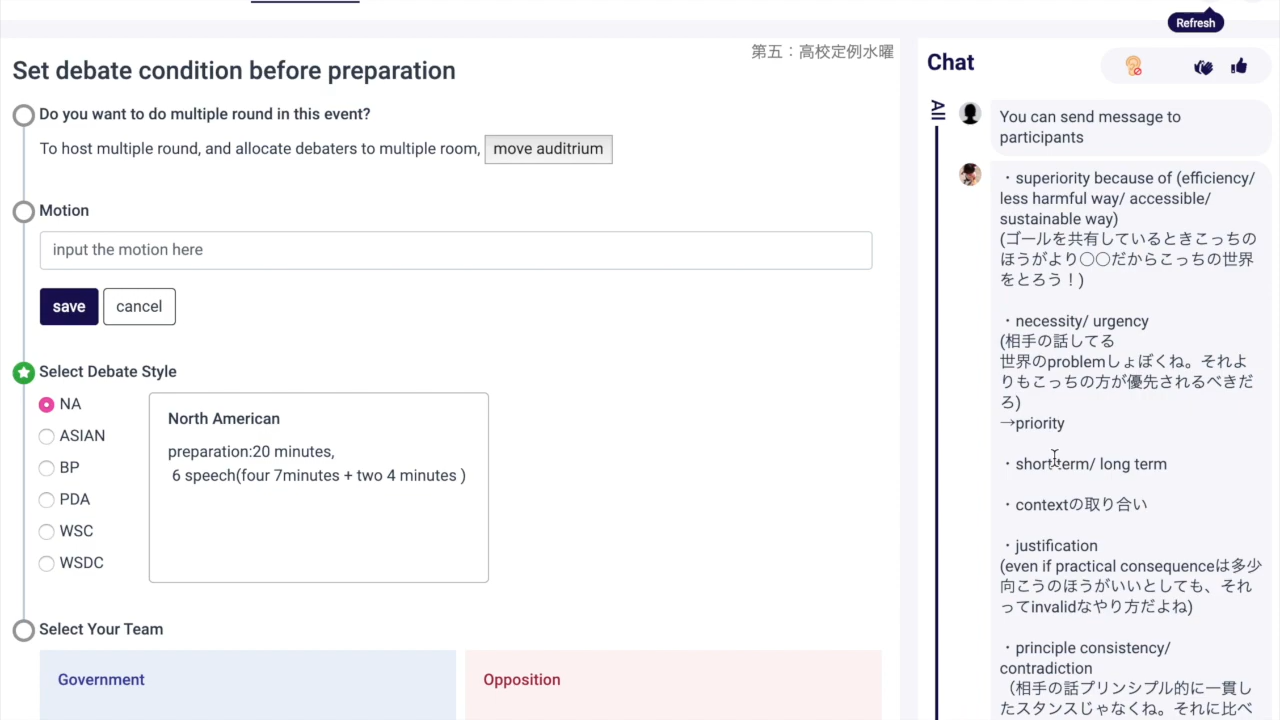 Refresh
第五：高校定例水曜
Set debate condition before preparation
Do you want to do multiple round in this event?
To host multiple round, and allocate debaters to multiple room, move auditrium
Motion
input the motion here
save cancel
Select Debate Style
NA
ASIAN
BP
PDA
WSC
WSDC
North American
preparation:20 minutes,
6 speech(four 7minutes + two 4 minutes )
Select Your Team
Government
Opposition
Chat
All
You can send message to
participants
・superiority because of (efficiency/
less harmful way/ accessible/
sustainable way)
(ゴールを共有しているときこっちの
ほうがより〇〇だからこっちの世界
をとろう！)
・necessity/ urgency
(相手の話してる
世界のproblemしょぼくね。それよ
りもこっちの方が優先されるべきだ
ろ)
→priority
・short term/ long term
・contextの取り合い
・justification
(even if practical consequenceは多少
向こうのほうがいいとしても、それ
ってinvalidなやり方だよね)
・principle consistency/
contradiction
（相手の話プリンシプル的に一貫し
たスタンスじゃなくね。それに比べ